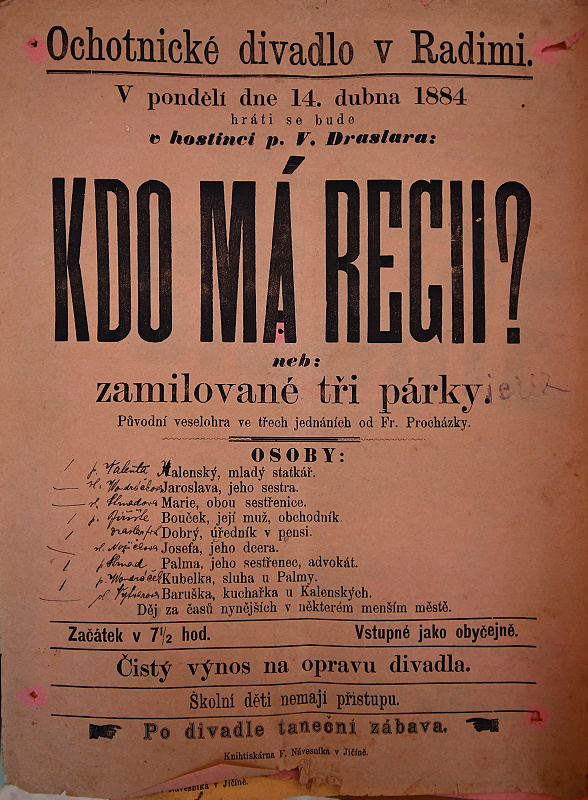 Ochotnické divadlo v Radimi.
V pondělí dne 14. dubna 1884
hráti se bude
v hostinci p. V. Draslara:
KDO MÁ REGII?
neb:
zamilované tři párky.
Původní veselohra ve třech jednáních od Fr. Procházky.
OSOBY:
p. Valenta Kalenský, mladý statkář.
Jaroslava, jeho sestra.
Marie, obou sestřenice.
Bouček, její muž, obchodník.
Dobrý, úředník v pensi.
Josefa, jeho dcera.
Palma, jeho sestřenec, advokát.
Kubelka, sluha u Palmy.
Baruška, kuchařka u Kalenských.
Děj za časů nynějších v některém menším městě.
Začátek v 7½ hod. Vstupné jako obyčejně.
Čistý výnos na opravu divadla.
Školní děti nemají přístupu.
Po divadle taneční zábava.
Knihtiskárna F. Návesníka v Jičíně.
Návesníka v Jičíně.